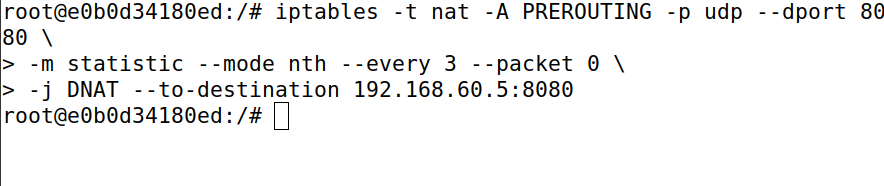 root@e0b0d34180ed:/# iptables -t nat -A PREROUTING -p udp --dport 80
80 \
> -m statistic --mode nth --every 3 --packet 0 \
> -j DNAT --to-destination 192.168.60.5:8080
root@e0b0d34180ed:/#